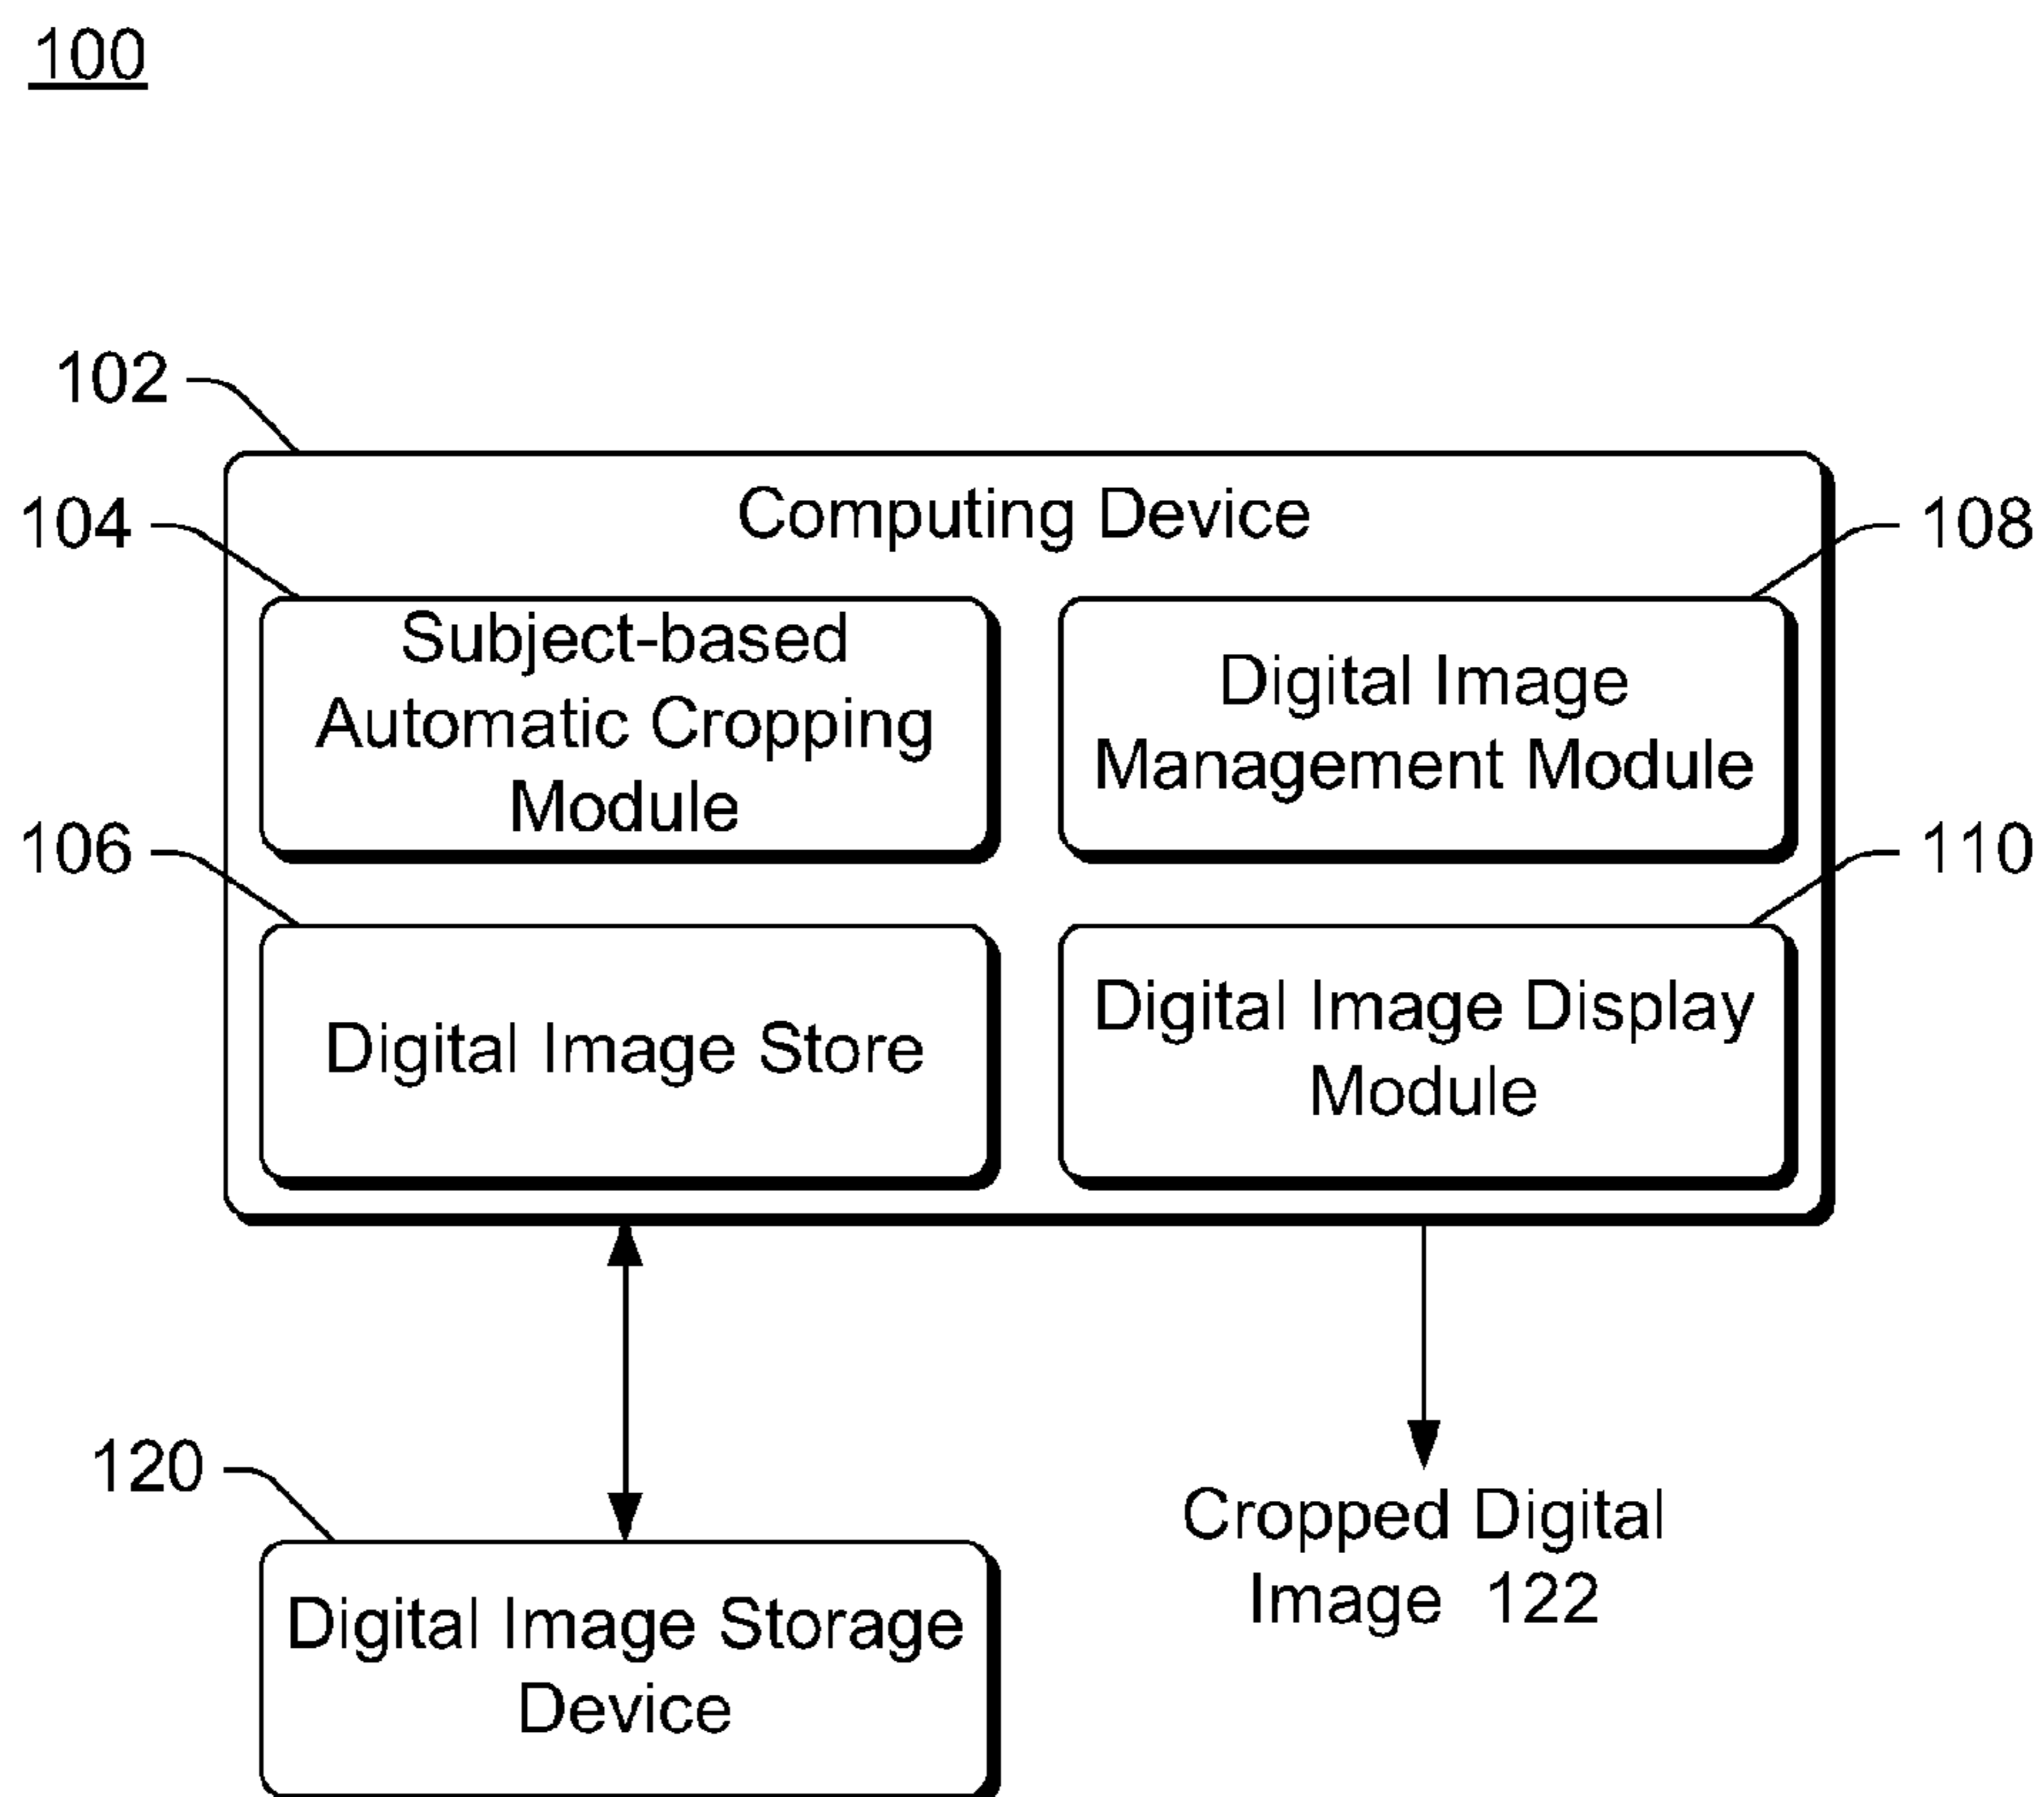 100
102
Computing Device
104
108
Subject-based
Automatic Cropping
Module
Digital Image
Management Module
106
110
Digital Image Store
Digital Image Display
Module
120
Digital Image Storage
Device
Cropped Digital
Image 122